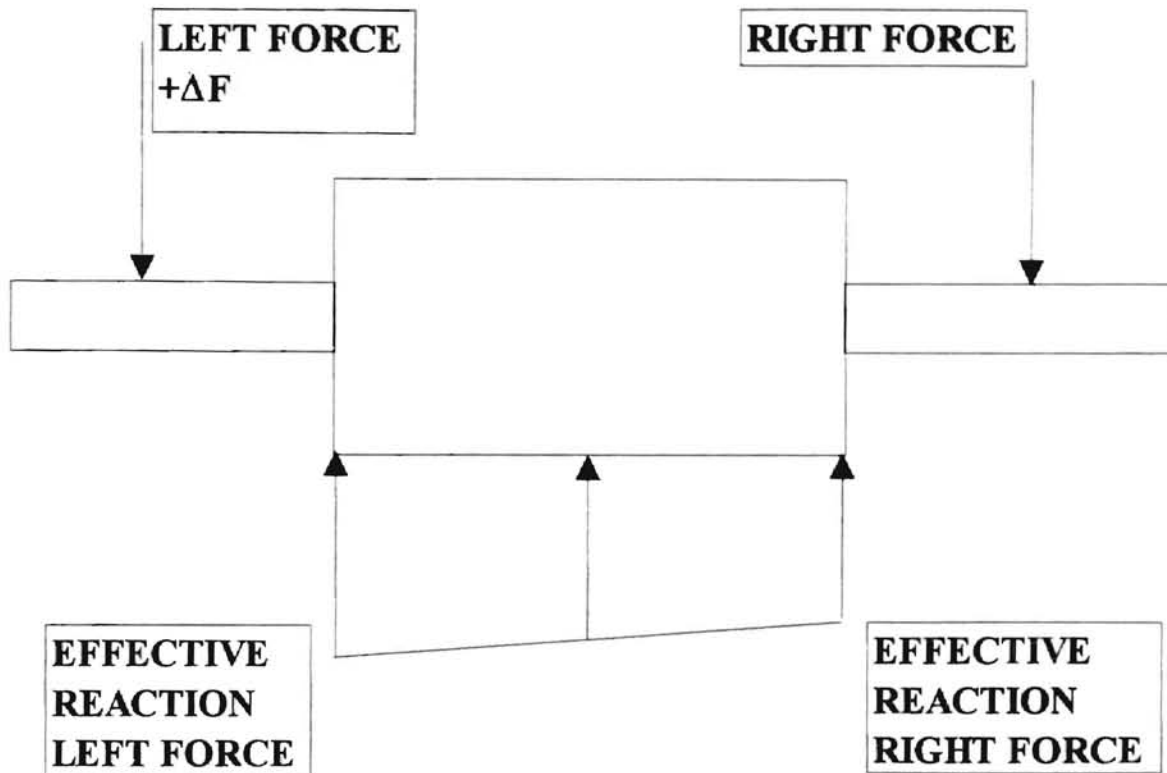 LEFT FORCE
+ΔF
RIGHT FORCE
EFFECTIVE
REACTION
LEFT FORCE
EFFECTIVE
REACTION
RIGHT FORCE